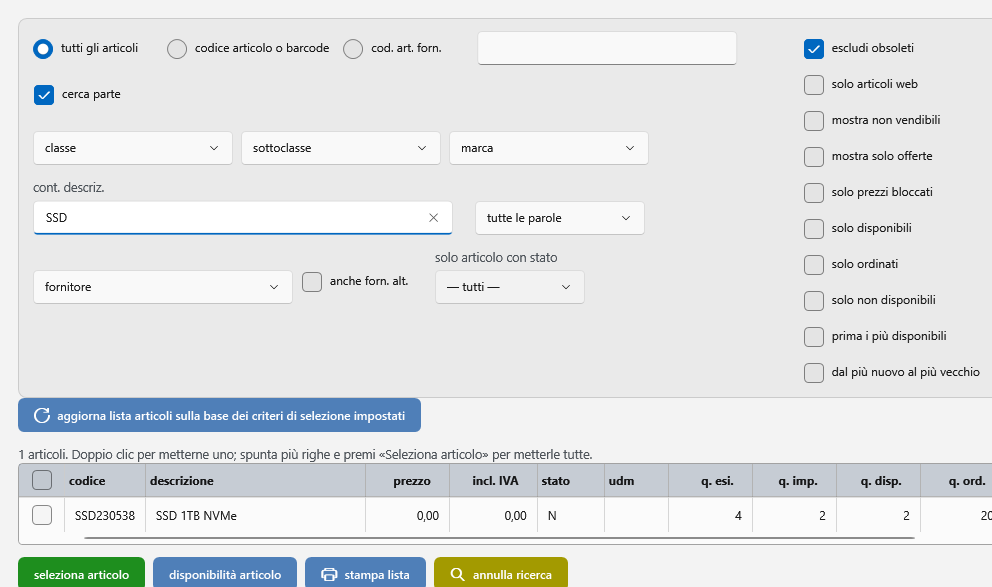 tutti gli articoli codice articolo o barcode cod. art. forn. escludi obsoleti
solo articoli web
cerca parte
mostra non vendibili
classe sottoclasse marca
mostra solo offerte
cont. descriz.
solo prezzi bloccati
SSD tutte le parole
solo disponibili
solo articolo con stato
solo ordinati
fornitore anche forn. alt. — tutti —
solo non disponibili
prima i più disponibili
dal più nuovo al più vecchio
aggiorna lista articoli sulla base dei criteri di selezione impostati
1 articoli. Doppio clic per metterne uno; spunta più righe e premi «Seleziona articolo» per metterle tutte.
codice descrizione prezzo incl. IVA stato udm q. esi. q. imp. q. disp. q. ord.
SSD230538 SSD 1TB NVMe 0,00 0,00 N 4 2 2 20
seleziona articolo disponibilità articolo stampa lista annulla ricerca